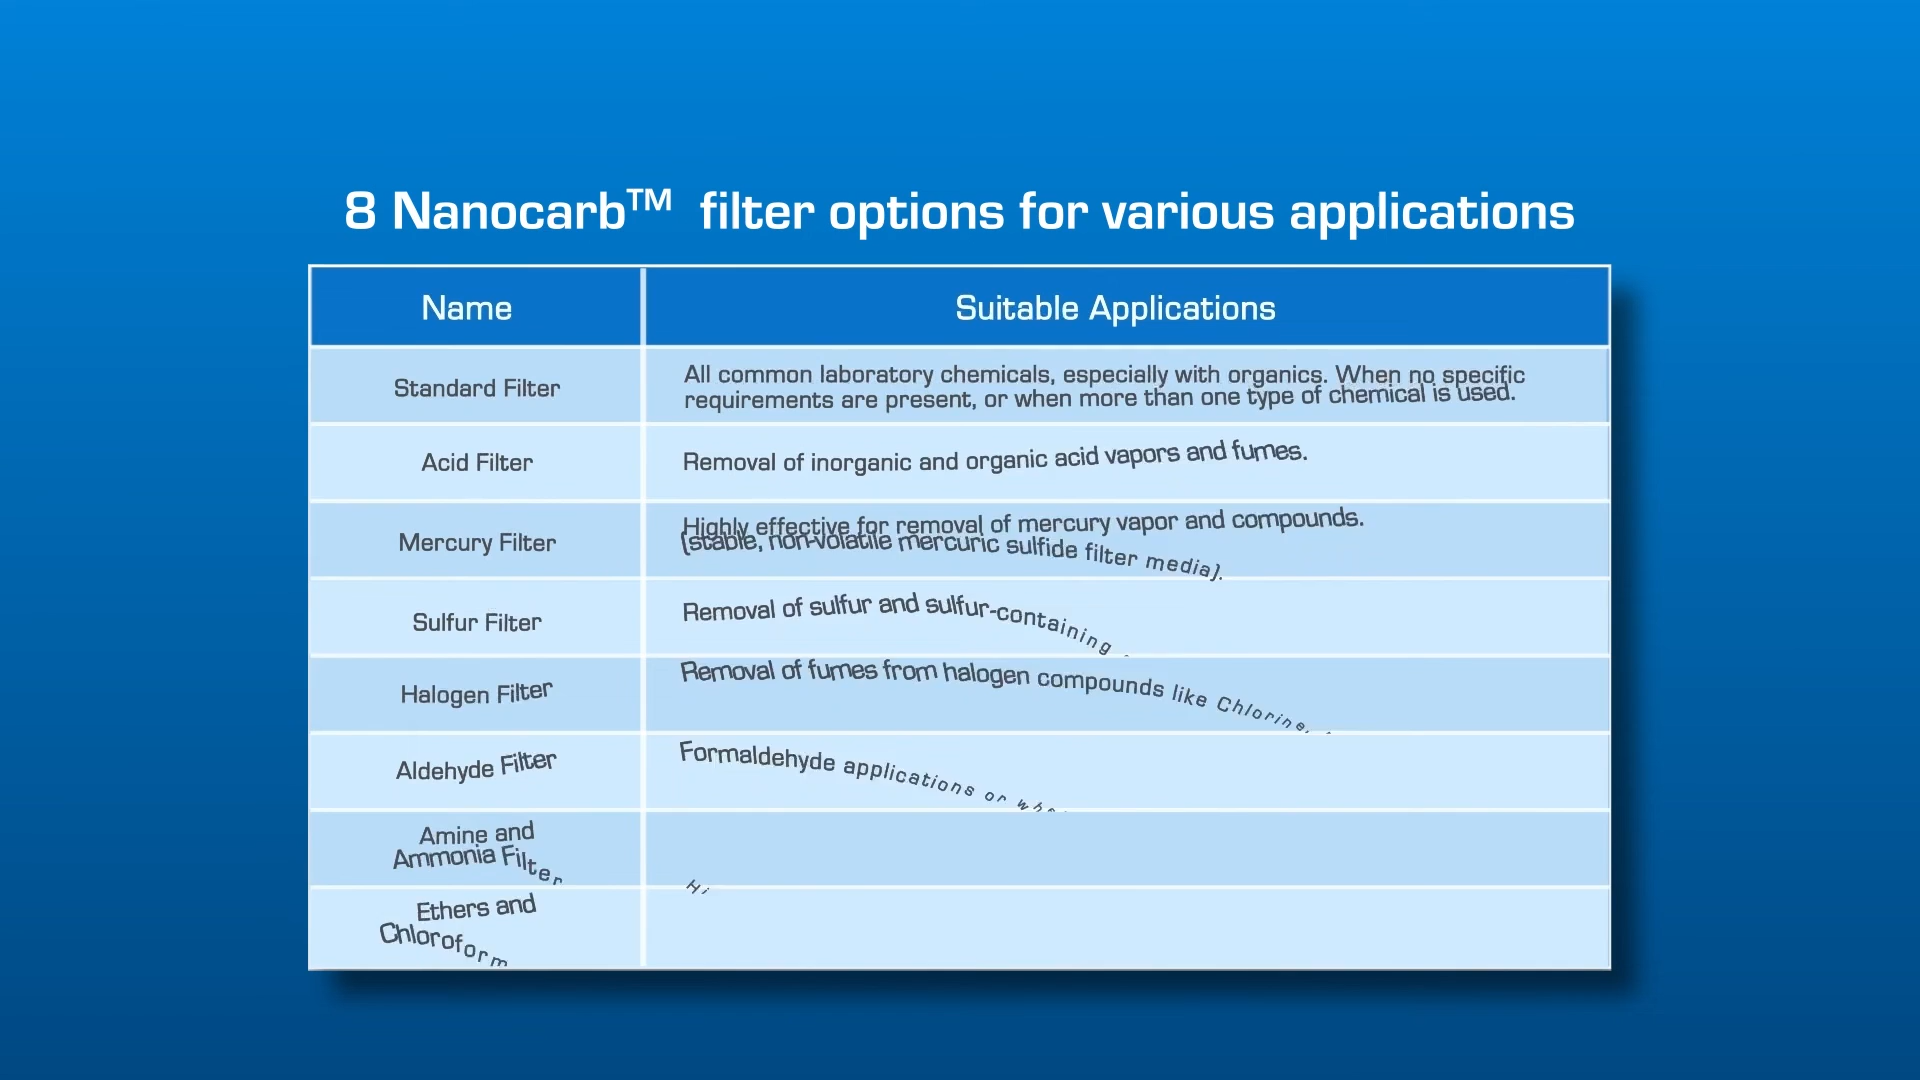 8 Nanocarb™ filter options for various applications
Name
Suitable Applications
Standard Filter
All common laboratory chemicals, especially with organics. When no specific
requirements are present, or when more than one type of chemical is used.
Acid Filter
Removal of inorganic and organic acid vapors and fumes.
Mercury Filter
Highly effective for removal of mercury vapor and compounds.
(stable, non-volatile mercuric sulfide filter media).
Sulfur Filter
Removal of sulfur and sulfur-containing
Halogen Filter
Removal of fumes from halogen compounds like Chlorine,
Aldehyde Filter
Formaldehyde applications or
Amine and
Ammonia Filter
Ethers and
Chloroform